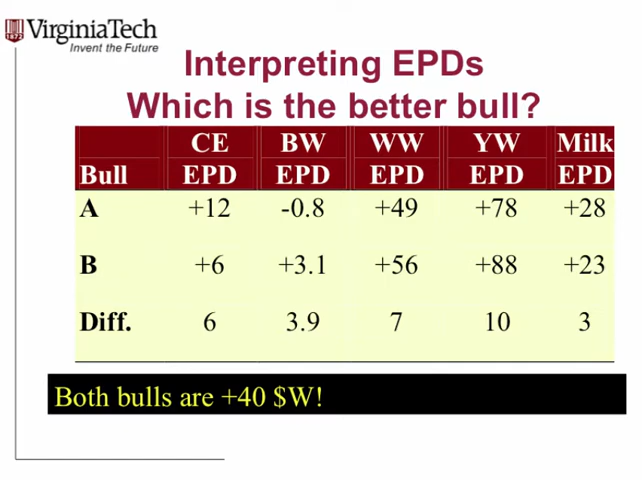 VirginiaTech
1872
Invent the Future
Interpreting EPDs
Which is the better bull?
Bull CE EPD BW EPD WW EPD YW EPD Milk EPD
A +12 -0.8 +49 +78 +28
B +6 +3.1 +56 +88 +23
Diff. 6 3.9 7 10 3
Both bulls are +40 $W!